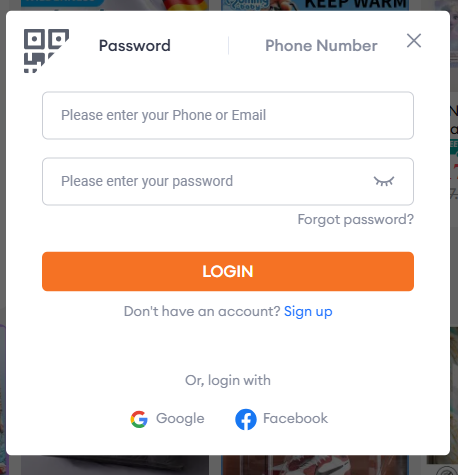 KEEP WARM
Password
Phone Number
Please enter your Phone or Email
Please enter your password
Forgot password?
LOGIN
Don't have an account? Sign up
Or, login with
Google
Facebook